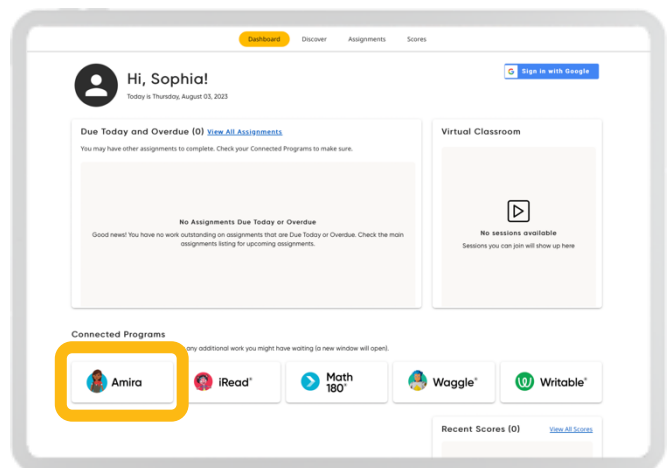 Dashboard Discover Assignments Scores
Hi, Sophia!
Today is Thursday, August 03, 2023
G Sign in with Google
Due Today and Overdue (0) View All Assignments
You may have other assignments to complete. Check your Connected Programs to make sure.
No Assignments Due Today or Overdue
Good news! You have no work outstanding on assignments that are Due Today or Overdue. Check the main
assignments listing for upcoming assignments.
Virtual Classroom
No sessions available
Sessions you can join will show up here
Connected Programs
any additional work you might have waiting (a new window will open).
Amira
iRead®
Math
180®
Waggle®
W Writable®
Recent Scores (0) View All Scores